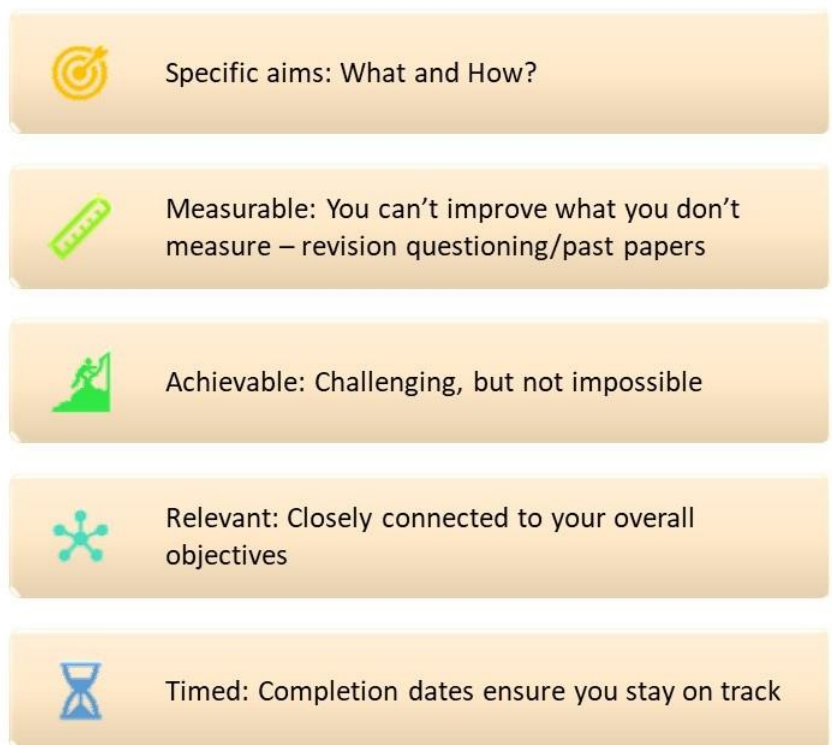 Specific aims: What and How?
Measurable: You can’t improve what you don’t
measure – revision questioning/past papers
Achievable: Challenging, but not impossible
Relevant: Closely connected to your overall
objectives
Timed: Completion dates ensure you stay on track